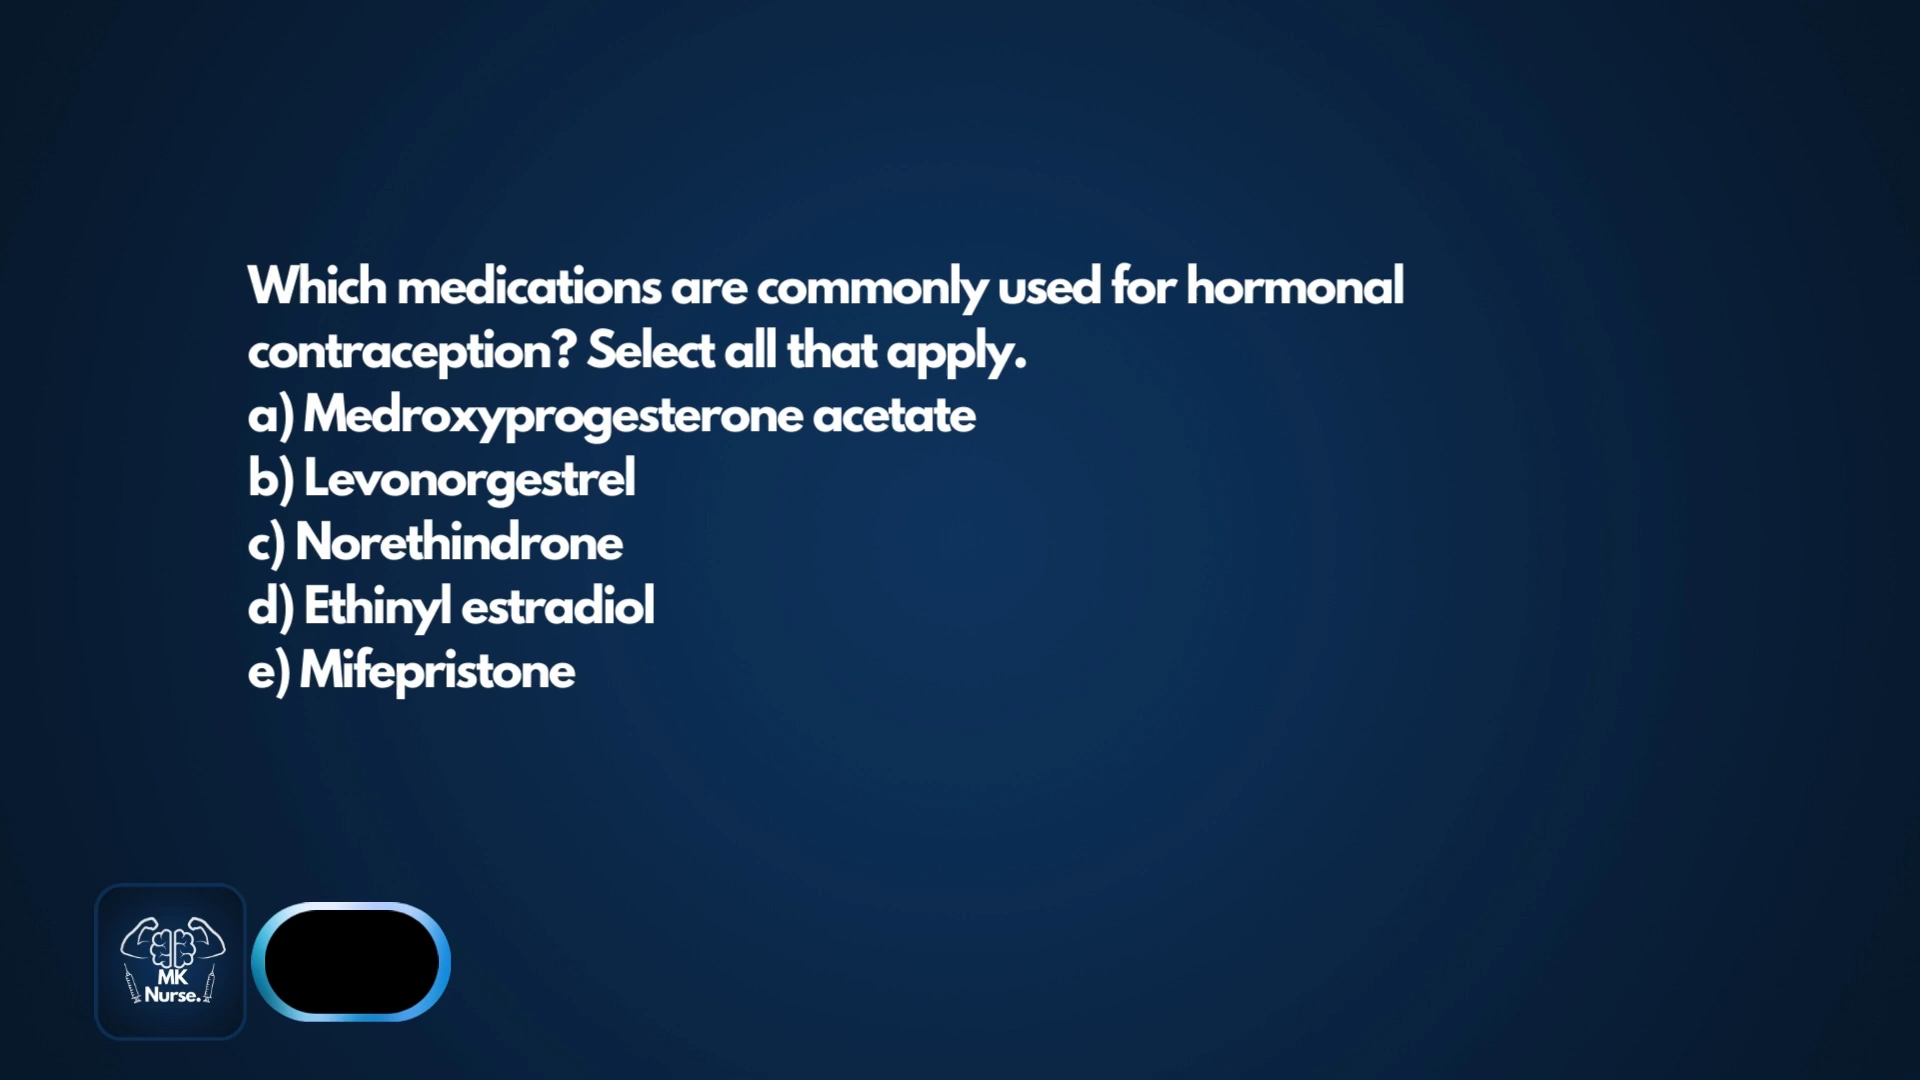 Which medications are commonly used for hormonal
contraception? Select all that apply.
a) Medroxyprogesterone acetate
b) Levonorgestrel
c) Norethindrone
d) Ethinyl estradiol
e) Mifepristone
MK
Nurse.